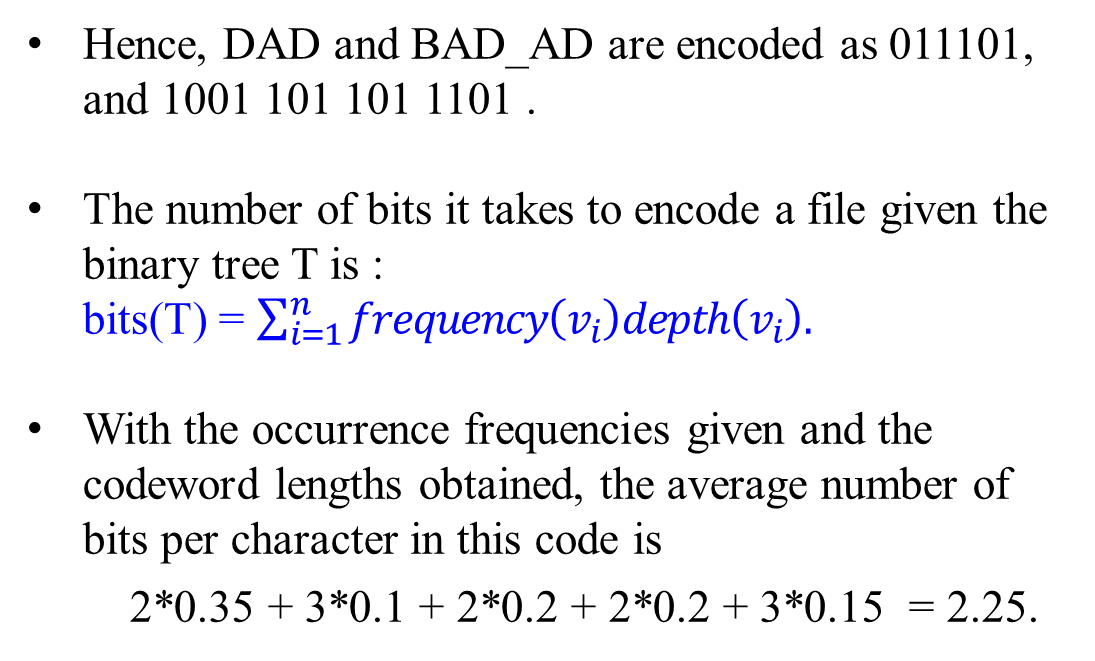 • Hence, DAD and BAD_AD are encoded as 011101,
and 1001 101 101 1101 .
• The number of bits it takes to encode a file given the
binary tree T is :
bits(T) = ∑ⁿᵢ₌₁ frequency(vᵢ)depth(vᵢ).
• With the occurrence frequencies given and the
codeword lengths obtained, the average number of
bits per character in this code is
2*0.35 + 3*0.1 + 2*0.2 + 2*0.2 + 3*0.15 = 2.25.